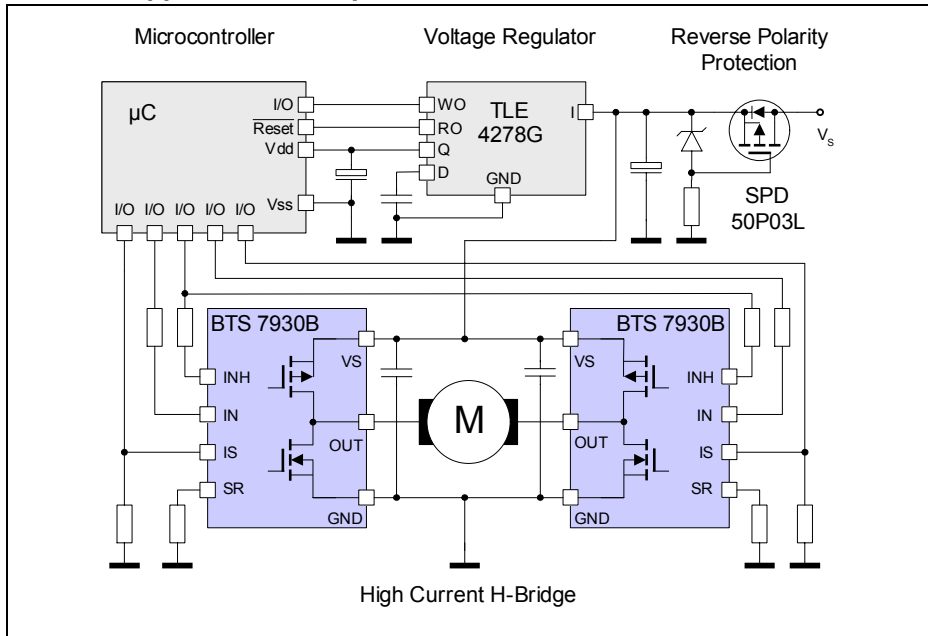 Microcontroller
Voltage Regulator
Reverse Polarity
Protection
µC
I/O
Reset
Vdd
Vss
I/O I/O I/O I/O I/O
WO
RO
Q
D
TLE
4278G
I
GND
V_S
SPD
50P03L
BTS 7930B
VS
INH
IN
IS
SR
OUT
GND
M
BTS 7930B
VS
INH
IN
IS
SR
OUT
GND
High Current H-Bridge